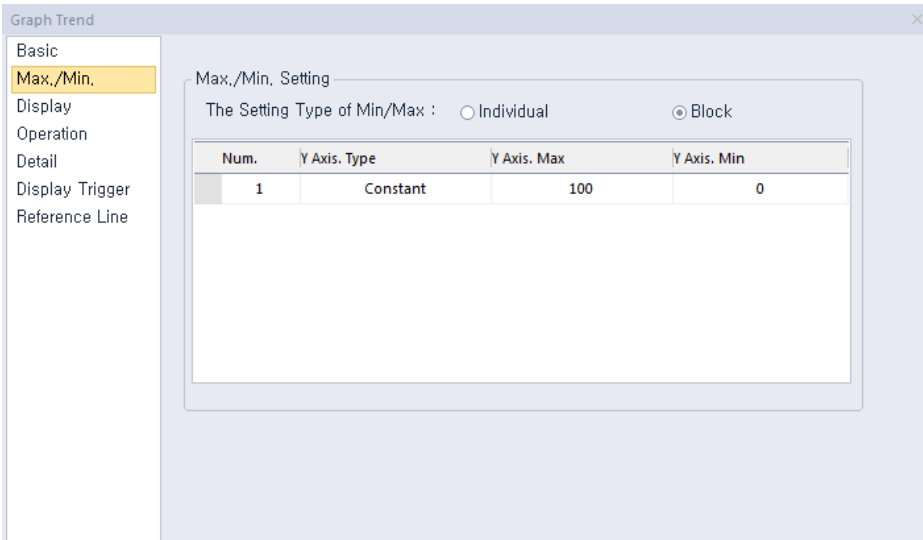 Graph Trend
Basic
Max./Min.
Display
Operation
Detail
Display Trigger
Reference Line
Max./Min. Setting
The Setting Type of Min/Max : Individual Block
Num. Y Axis. Type Y Axis. Max Y Axis. Min
1 Constant 100 0